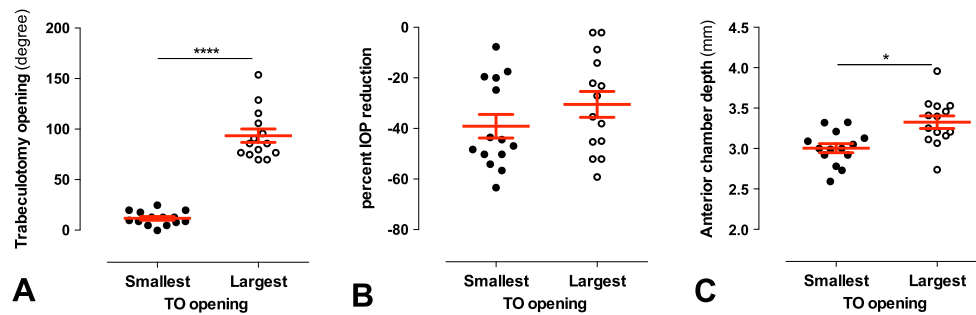 Trabeculotomy opening (degree)
200
150
100
50
0
****
Smallest Largest
TO opening
A
percent IOP reduction
0
-20
-40
-60
-80
Smallest Largest
TO opening
B
Anterior chamber depth (mm)
4.5
4.0
3.5
3.0
2.5
2.0
*
Smallest Largest
TO opening
C